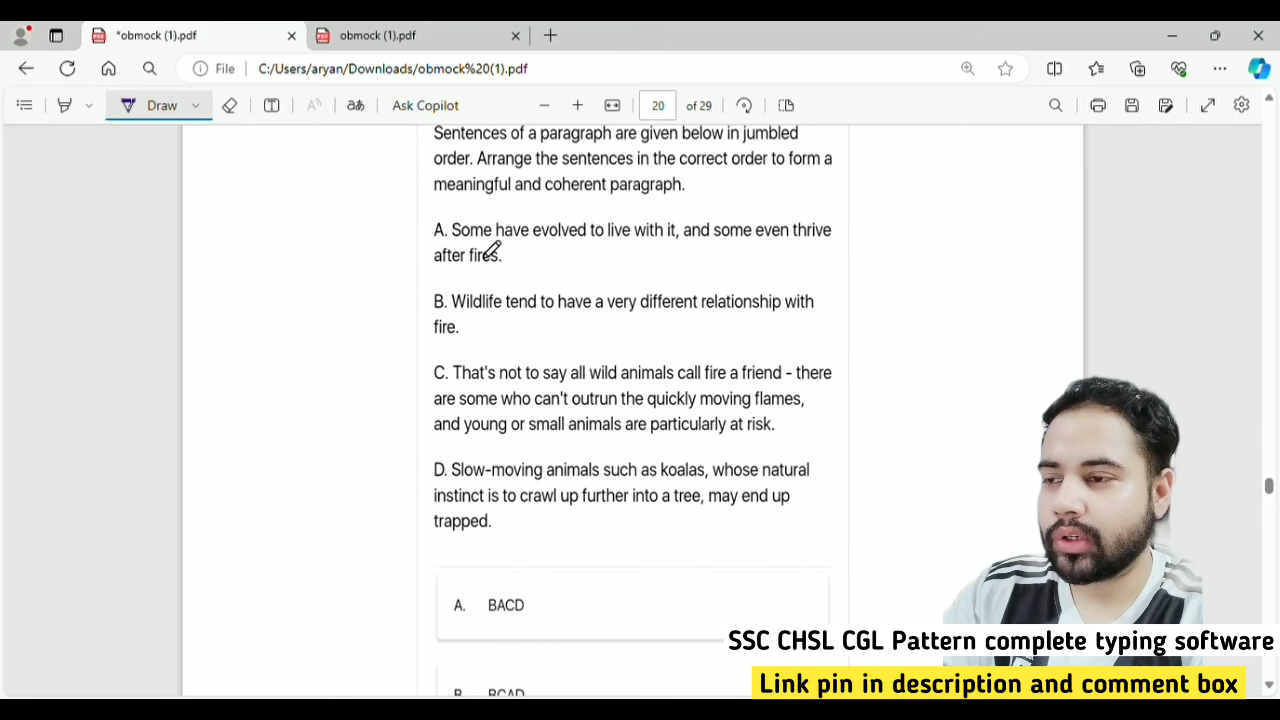 *obmock (1).pdf
obmock (1).pdf
File
C:/Users/aryan/Downloads/obmock%20(1).pdf
Draw
Ask Copilot
20
of 29
Sentences of a paragraph are given below in jumbled
order. Arrange the sentences in the correct order to form a
meaningful and coherent paragraph.
A. Some have evolved to live with it, and some even thrive
after fires.
B. Wildlife tend to have a very different relationship with
fire.
C. That's not to say all wild animals call fire a friend - there
are some who can't outrun the quickly moving flames,
and young or small animals are particularly at risk.
D. Slow-moving animals such as koalas, whose natural
instinct is to crawl up further into a tree, may end up
trapped.
A. BACD
B. BCAD
SSC CHSL CGL Pattern complete typing software
Link pin in description and comment box